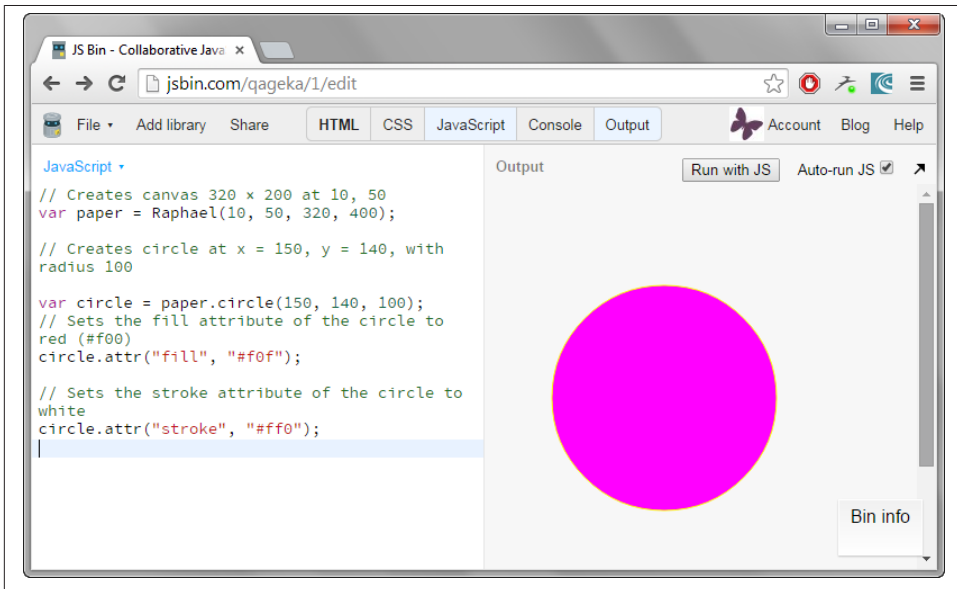 JS Bin - Collaborative Java
jsbin.com/qageka/1/edit
File Add library Share HTML CSS JavaScript Console Output Account Blog Help
JavaScript
Output Run with JS Auto-run JS
// Creates canvas 320 × 200 at 10, 50
var paper = Raphael(10, 50, 320, 400);
// Creates circle at x = 150, y = 140, with
radius 100
var circle = paper.circle(150, 140, 100);
// Sets the fill attribute of the circle to
red (#f00)
circle.attr("fill", "#f0f");
// Sets the stroke attribute of the circle to
white
circle.attr("stroke", "#ff0");
Bin info